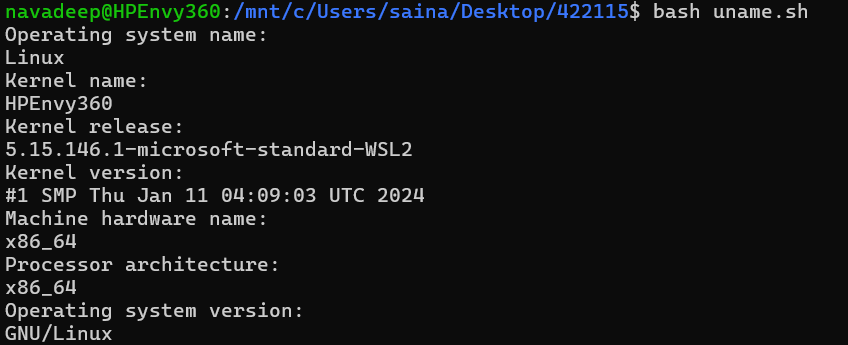 navadeep@HPEnvy360:/mnt/c/Users/saina/Desktop/422115$ bash uname.sh
Operating system name:
Linux
Kernel name:
HPEnvy360
Kernel release:
5.15.146.1-microsoft-standard-WSL2
Kernel version:
#1 SMP Thu Jan 11 04:09:03 UTC 2024
Machine hardware name:
x86_64
Processor architecture:
x86_64
Operating system version:
GNU/Linux